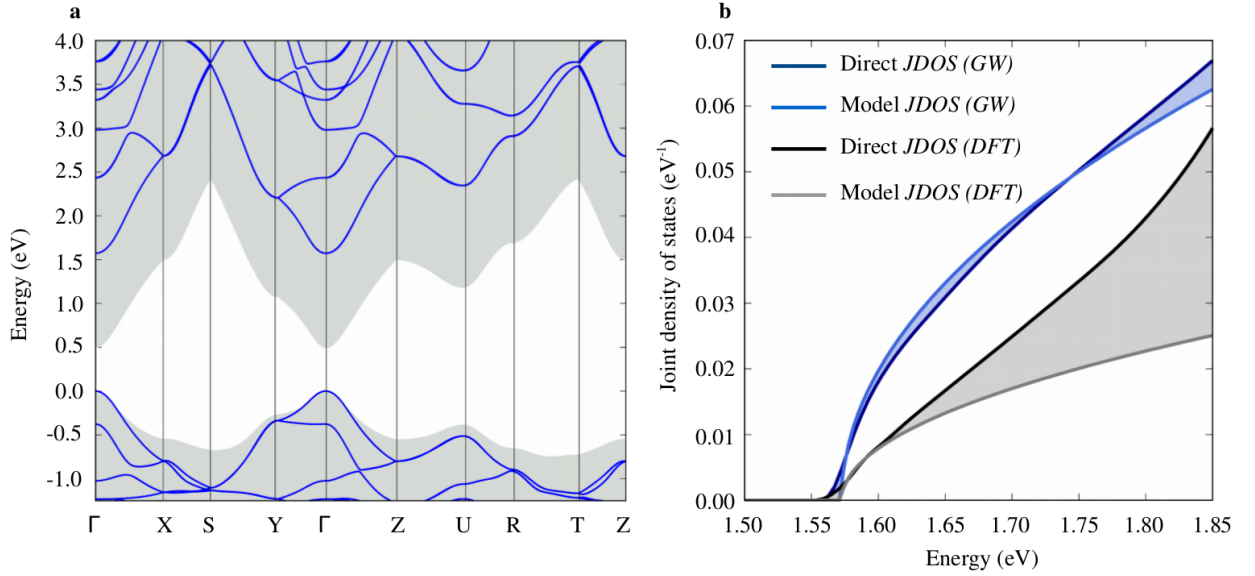 a
4.0
3.5
3.0
2.5
2.0
1.5
1.0
0.5
0.0
-0.5
-1.0
Energy (eV)
Γ X S Y Γ Z U R T Z
b
0.07
0.06
0.05
0.04
0.03
0.02
0.01
0.00
Joint density of states (eV⁻¹)
Direct JDOS (GW)
Model JDOS (GW)
Direct JDOS (DFT)
Model JDOS (DFT)
1.50 1.55 1.60 1.65 1.70 1.75 1.80 1.85
Energy (eV)